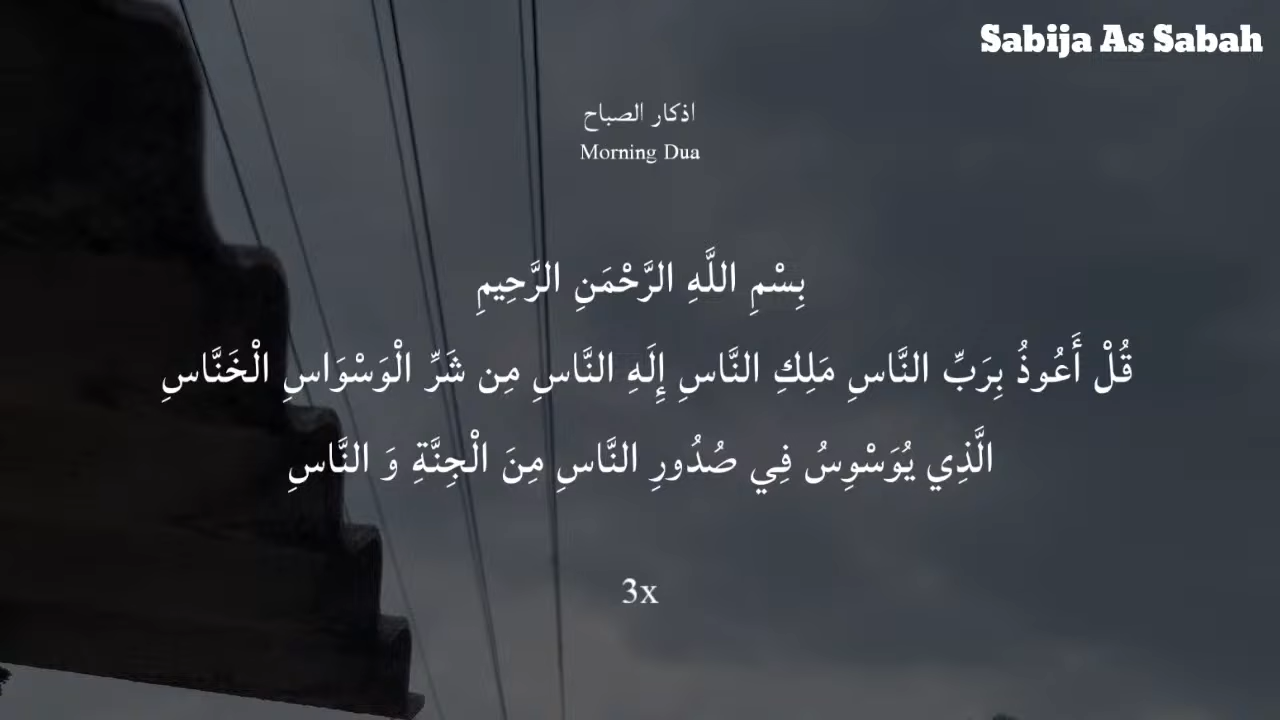 Sabija As Sabah
اذكار الصباح
Morning Dua
بِسْمِ اللَّهِ الرَّحْمَنِ الرَّحِيمِ
قُلْ أَعُوذُ بِرَبِّ النَّاسِ مَلِكِ النَّاسِ إِلَهِ النَّاسِ مِن شَرِّ الْوَسْوَاسِ الْخَنَّاسِ
الَّذِي يُوَسْوِسُ فِي صُدُورِ النَّاسِ مِنَ الْجِنَّةِ وَ النَّاسِ
3x